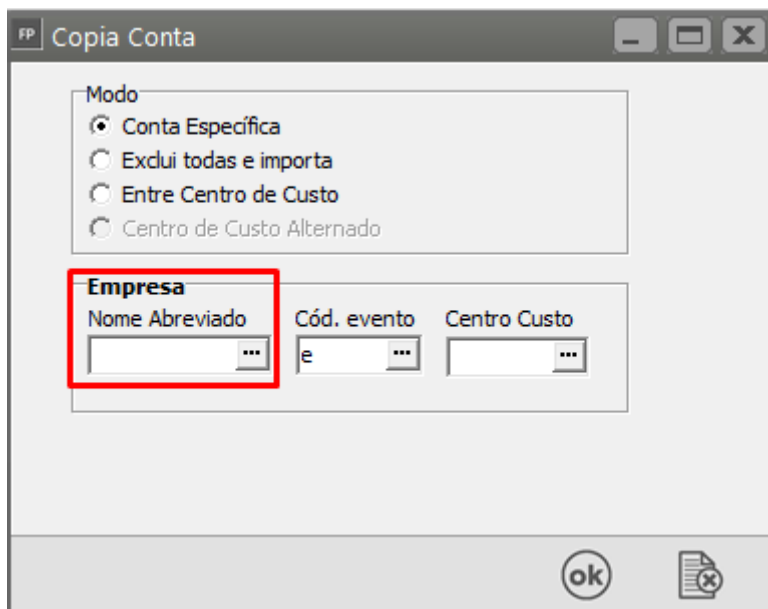 FP Copia Conta
Modo
Conta Específica
Exclui todas e importa
Entre Centro de Custo
Centro de Custo Alternado
Empresa
Nome Abreviado Cód. evento Centro Custo
... e ... ...
ok